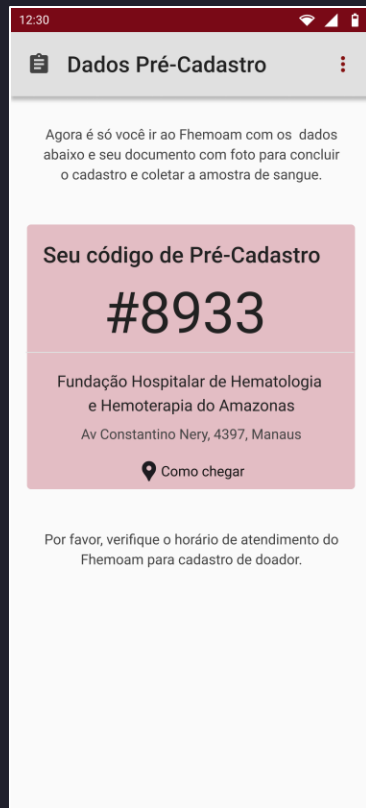 12:30
Dados Pré-Cadastro
Agora é só você ir ao Fhemoam com os dados
abaixo e seu documento com foto para concluir
o cadastro e coletar a amostra de sangue.
Seu código de Pré-Cadastro
#8933
Fundação Hospitalar de Hematologia
e Hemoterapia do Amazonas
Av Constantino Nery, 4397, Manaus
Como chegar
Por favor, verifique o horário de atendimento do
Fhemoam para cadastro de doador.